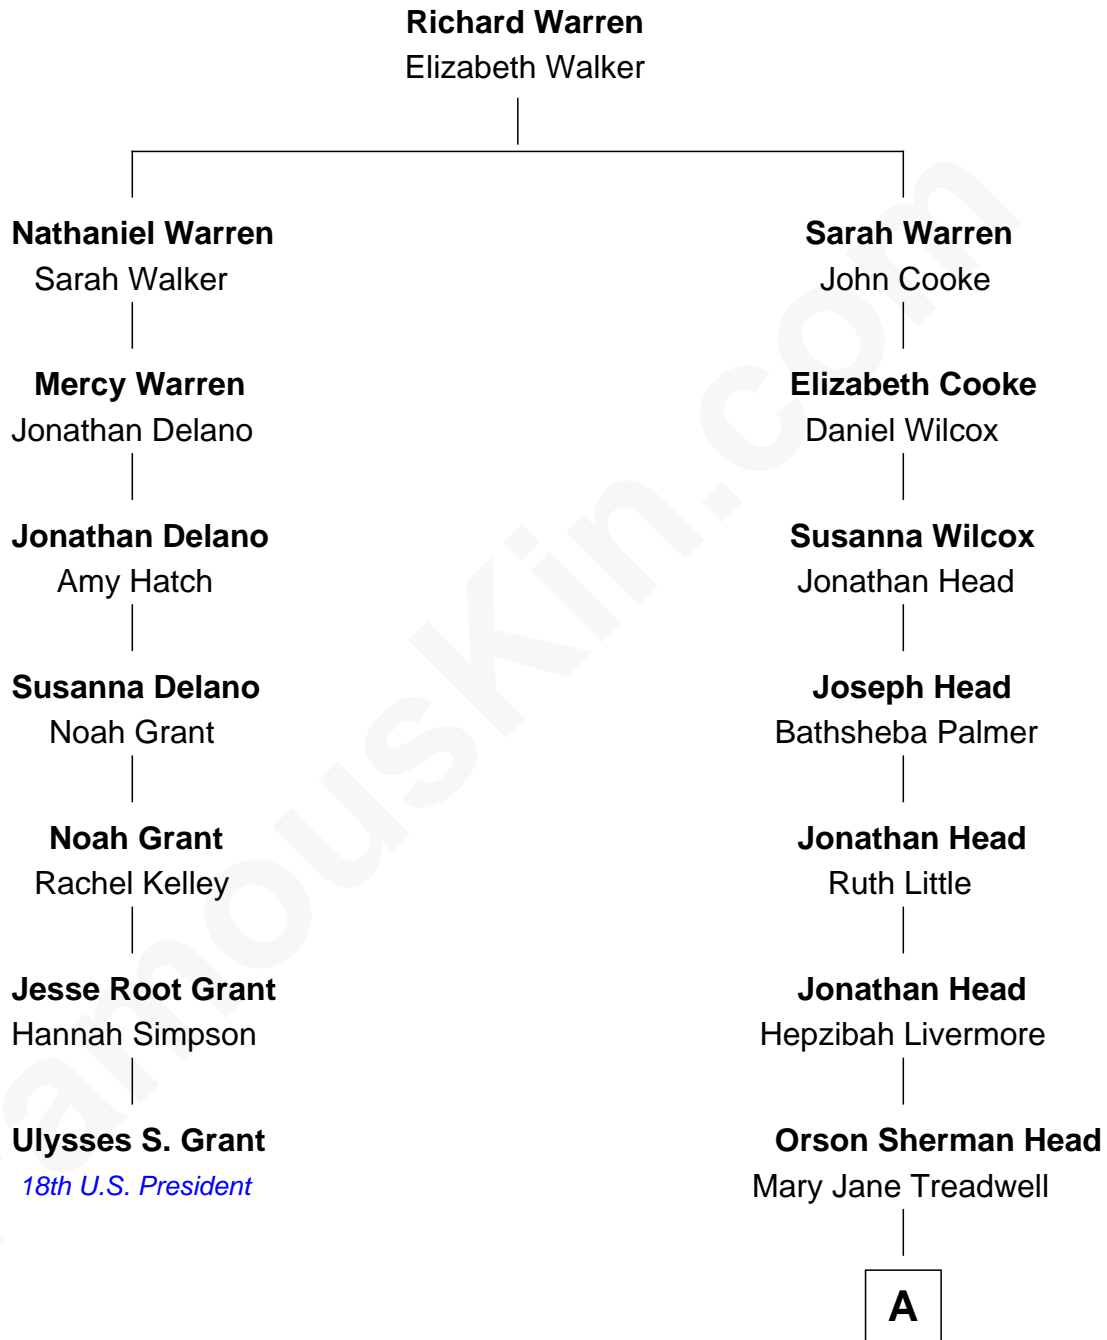 Richard Warren
Elizabeth Walker
Nathaniel Warren
Sarah Walker
Sarah Warren
John Cooke
Mercy Warren
Jonathan Delano
Elizabeth Cooke
Daniel Wilcox
Jonathan Delano
Amy Hatch
Susanna Wilcox
Jonathan Head
Susanna Delano
Noah Grant
Joseph Head
Bathsheba Palmer
Noah Grant
Rachel Kelley
Jonathan Head
Ruth Little
Jesse Root Grant
Hannah Simpson
Jonathan Head
Hepzibah Livermore
Ulysses S. Grant
18th U.S. President
Orson Sherman Head
Mary Jane Treadwell
A
amouskin.com